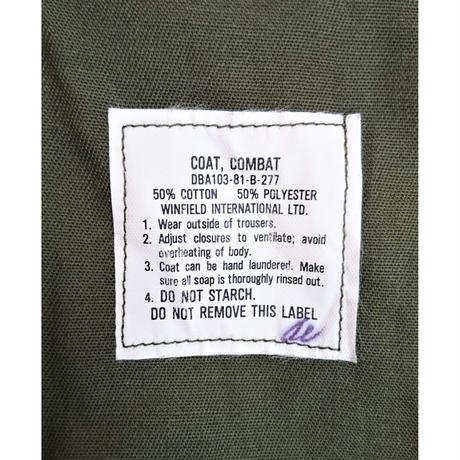 COAT, COMBAT
DBA103-81-B-277
50% COTTON 50% POLYESTER
WINFIELD INTERNATIONAL LTD.
1. Wear outside of trousers.
2. Adjust closures to ventilate; avoid
overheating of body.
3. Coat can be hand laundered. Make
sure all soap is thoroughly rinsed out.
4. DO NOT STARCH.
DO NOT REMOVE THIS LABEL